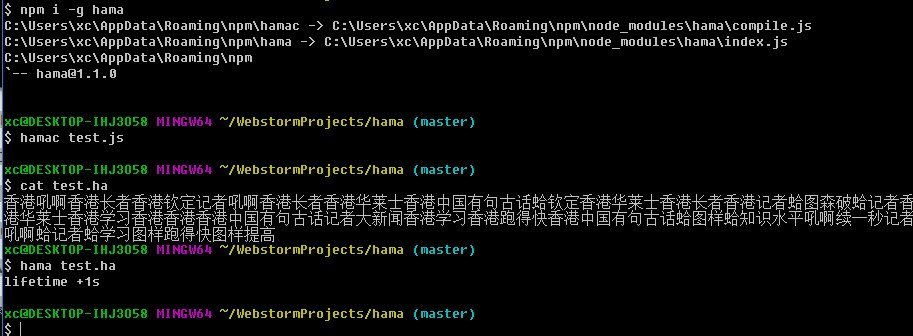 $ npm i -g hama
C:\Users\xc\AppData\Roaming\npm\hamac -> C:\Users\xc\AppData\Roaming\npm\node_modules\hama\compile.js
C:\Users\xc\AppData\Roaming\npm\hama -> C:\Users\xc\AppData\Roaming\npm\node_modules\hama\index.js
C:\Users\xc\AppData\Roaming\npm
`-- hama@1.1.0
xc@DESKTOP-IHJ3O58 MINGW64 ~/WebstormProjects/hama (master)
$ hamac test.js
xc@DESKTOP-IHJ3O58 MINGW64 ~/WebstormProjects/hama (master)
$ cat test.ha
香港吼啊香港长者香港钦定记者吼啊香港长者香港华莱士香港中国有句古话蛤钦定香港华莱士香港长者香港记者蛤图森破蛤记者香
港华莱士香港学习香港香港香港中国有句古话记者大新闻香港学习香港跑得快香港中国有句古话蛤图样蛤知识水平吼啊续一秒记者
吼啊蛤记者蛤学习图样跑得快图样提高
xc@DESKTOP-IHJ3O58 MINGW64 ~/WebstormProjects/hama (master)
$ hama test.ha
lifetime +1s
xc@DESKTOP-IHJ3O58 MINGW64 ~/WebstormProjects/hama (master)
$